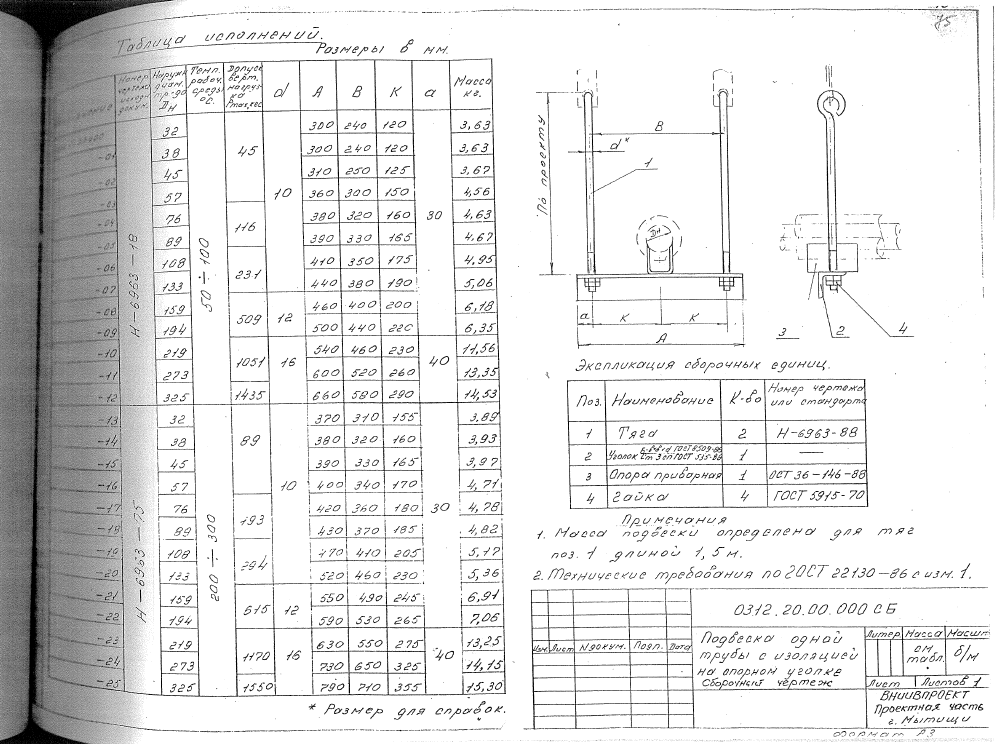 75
Таблица исполнений.
Размеры в мм.
Номер чертежа исход. докум. | Наружн. диам. тр-да Dн | Темп. рабоч. среды °C. | Допуск. верт. нагрузка Pmax, кгс | d | A | B | K | a | Масса кг.
Н-6963-18 | 50÷100
32 | 45 | 10 | 300 | 240 | 120 | 30 | 3,63
-01 | 38 | 300 | 240 | 120 | 3,63
-02 | 45 | 310 | 250 | 125 | 3,67
-03 | 57 | 360 | 300 | 150 | 4,56
-04 | 76 | 116 | 380 | 320 | 160 | 4,63
-05 | 89 | 390 | 330 | 165 | 4,67
-06 | 108 | 231 | 410 | 350 | 175 | 4,95
-07 | 133 | 440 | 380 | 190 | 5,06
-08 | 159 | 509 | 12 | 460 | 400 | 200 | 6,18
-09 | 194 | 500 | 440 | 220 | 6,35
-10 | 219 | 1051 | 16 | 540 | 460 | 230 | 40 | 11,56
-11 | 273 | 600 | 520 | 260 | 13,35
-12 | 325 | 1435 | 660 | 580 | 290 | 14,53
Н-6963-75 | 200÷300
-13 | 32 | 89 | 10 | 370 | 310 | 155 | 30 | 3,89
-14 | 38 | 380 | 320 | 160 | 3,93
-15 | 45 | 390 | 330 | 165 | 3,97
-16 | 57 | 400 | 340 | 170 | 4,71
-17 | 76 | 193 | 420 | 360 | 180 | 4,78
-18 | 89 | 430 | 370 | 185 | 4,82
-19 | 108 | 294 | 470 | 410 | 205 | 5,17
-20 | 133 | 520 | 460 | 230 | 5,36
-21 | 159 | 615 | 12 | 550 | 490 | 245 | 6,91
-22 | 194 | 590 | 530 | 265 | 7,06
-23 | 219 | 1170 | 16 | 630 | 550 | 275 | 40 | 13,25
-24 | 273 | 730 | 650 | 325 | 14,15
-25 | 325 | 1550 | 790 | 710 | 355 | 15,30
* Размер для справок.
По проекту
B
d*
1
Dн
a
K
K
A
3
2
4
Экспликация сборочных единиц.
Поз. | Наименование | К-во | Номер чертежа или стандарта
1 | Тяга | 2 | Н-6963-88
2 | Уголок в-в-d ГОСТ 8509-86 Ст 3 сп ГОСТ 535-88 | 1 | —
3 | Опора приварная | 1 | ОСТ 36-146-88
4 | Гайка | 4 | ГОСТ 5915-70
Примечания
1. Масса подвески определена для тяг
поз. 1 длиной 1,5 м.
2. Технические требования по ГОСТ 22130-86 с изм. 1.
0312.20.00.000 СБ
Изм. Лист N докум. Подп. Дата
Подвеска одной
трубы с изоляцией
на опорном уголке
Сборочный чертеж
Литер Масса Масшт
см. табл. б/м
Лист Листов 1
ВНИИВПРОЕКТ
Проектная часть
г. Мытищи
Формат А3